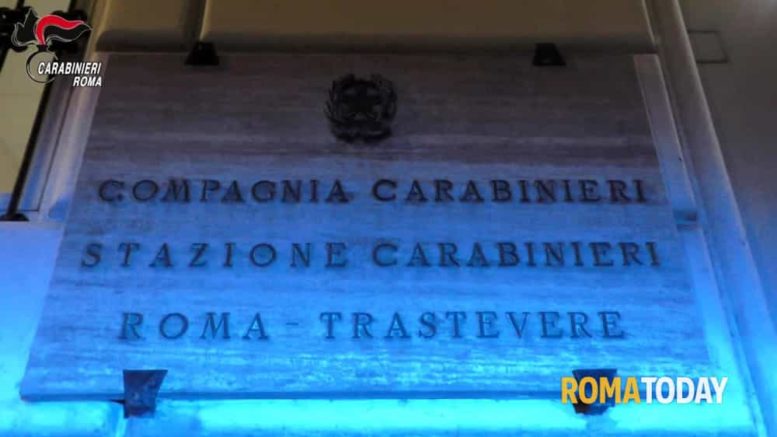 CARABINIERI
ROMA
COMPAGNIA CARABINIERI
STAZIONE CARABINIERI
ROMA - TRASTEVERE
ROMATODAY